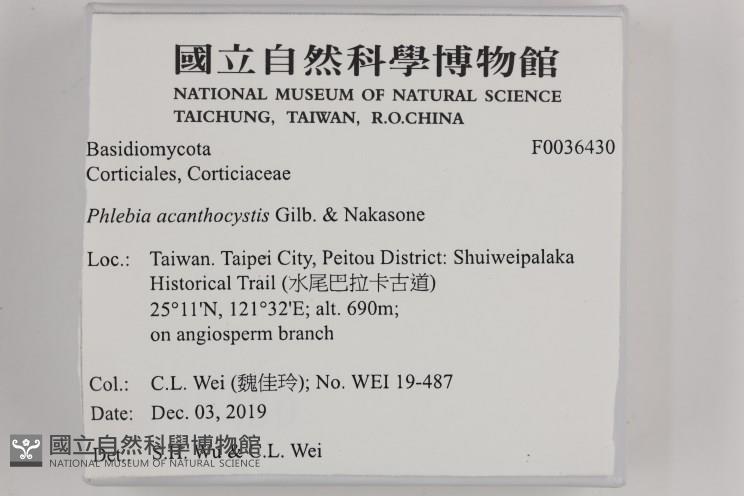 國立自然科學博物館
NATIONAL MUSEUM OF NATURAL SCIENCE
TAICHUNG, TAIWAN, R.O.CHINA
Basidiomycota F0036430
Corticiales, Corticiaceae
Phlebia acanthocystis Gilb. & Nakasone
Loc.: Taiwan. Taipei City, Peitou District: Shuiweipalaka
Historical Trail (水尾巴拉卡古道)
25°11'N, 121°32'E; alt. 690m;
on angiosperm branch
Col.: C.L. Wei (魏佳玲); No. WEI 19-487
Date: Dec. 03, 2019
Det.: S.H. Wu & C.L. Wei
國立自然科學博物館
NATIONAL MUSEUM OF NATURAL SCIENCE